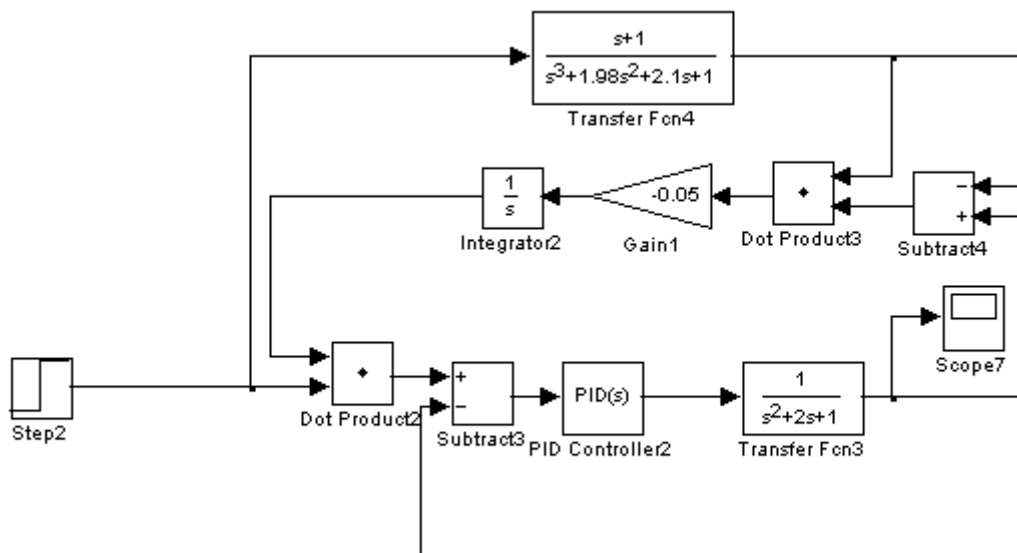 s+1
s³+1.98s²+2.1s+1
Transfer Fcn4
1
s
Integrator2
-0.05
Gain1
Dot Product3
−
+
Subtract4
Scope7
Step2
Dot Product2
+
−
Subtract3
PID(s)
PID Controller2
1
s²+2s+1
Transfer Fcn3